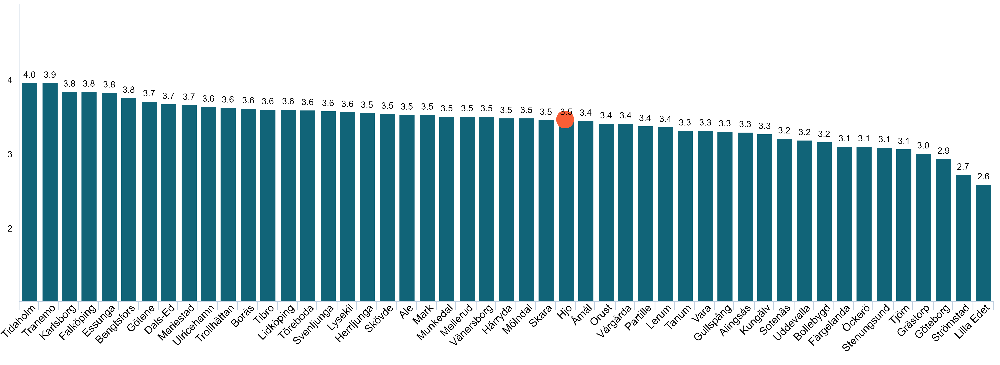 4.0 3.9 3.8 3.8 3.8 3.8 3.7 3.7 3.7 3.6 3.6 3.6 3.6 3.6 3.6 3.6 3.6 3.5 3.5 3.5 3.5 3.5 3.5 3.5 3.5 3.5 3.5 3.5 3.4 3.4 3.4 3.4 3.4 3.3 3.3 3.3 3.3 3.3 3.2 3.2 3.2 3.1 3.1 3.1 3.1 3.0 2.9 2.7 2.6
4
3
2
Tidaholm
Tranemo
Karlsborg
Falköping
Essunga
Bengtsfors
Götene
Dals-Ed
Mariestad
Ulricehamn
Trollhättan
Borås
Tibro
Lidköping
Töreboda
Svenljunga
Lysekil
Herrljunga
Skövde
Ale
Mark
Munkedal
Mellerud
Vänersborg
Härryda
Mölndal
Skara
Hjo
Åmål
Orust
Vårgårda
Partille
Lerum
Tanum
Vara
Gullspång
Alingsås
Kungälv
Sotenäs
Uddevalla
Bollebygd
Färgelanda
Öckerö
Stenungsund
Tjörn
Grästorp
Göteborg
Strömstad
Lilla Edet